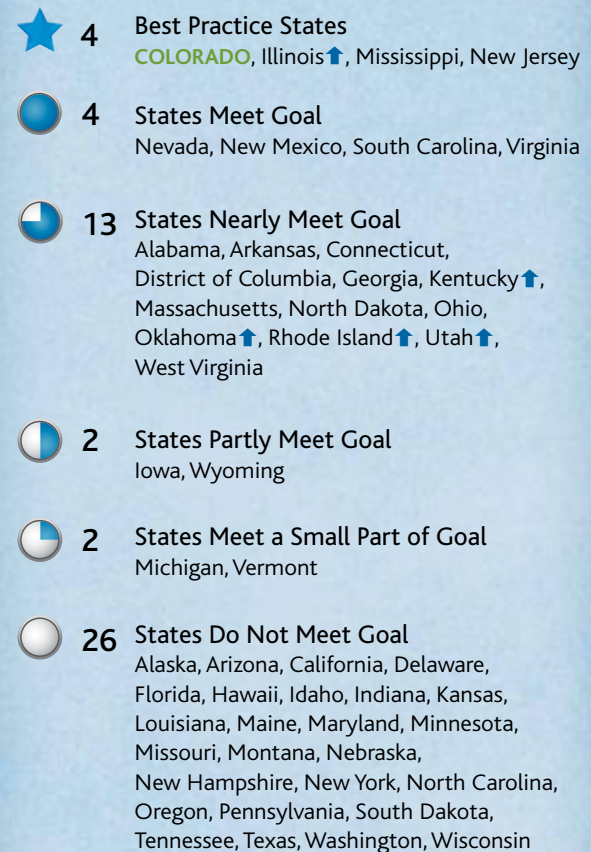 4 Best Practice States
COLORADO, Illinois⬆, Mississippi, New Jersey
4 States Meet Goal
Nevada, New Mexico, South Carolina, Virginia
13 States Nearly Meet Goal
Alabama, Arkansas, Connecticut,
District of Columbia, Georgia, Kentucky⬆,
Massachusetts, North Dakota, Ohio,
Oklahoma⬆, Rhode Island⬆, Utah⬆,
West Virginia
2 States Partly Meet Goal
Iowa, Wyoming
2 States Meet a Small Part of Goal
Michigan, Vermont
26 States Do Not Meet Goal
Alaska, Arizona, California, Delaware,
Florida, Hawaii, Idaho, Indiana, Kansas,
Louisiana, Maine, Maryland, Minnesota,
Missouri, Montana, Nebraska,
New Hampshire, New York, North Carolina,
Oregon, Pennsylvania, South Dakota,
Tennessee, Texas, Washington, Wisconsin